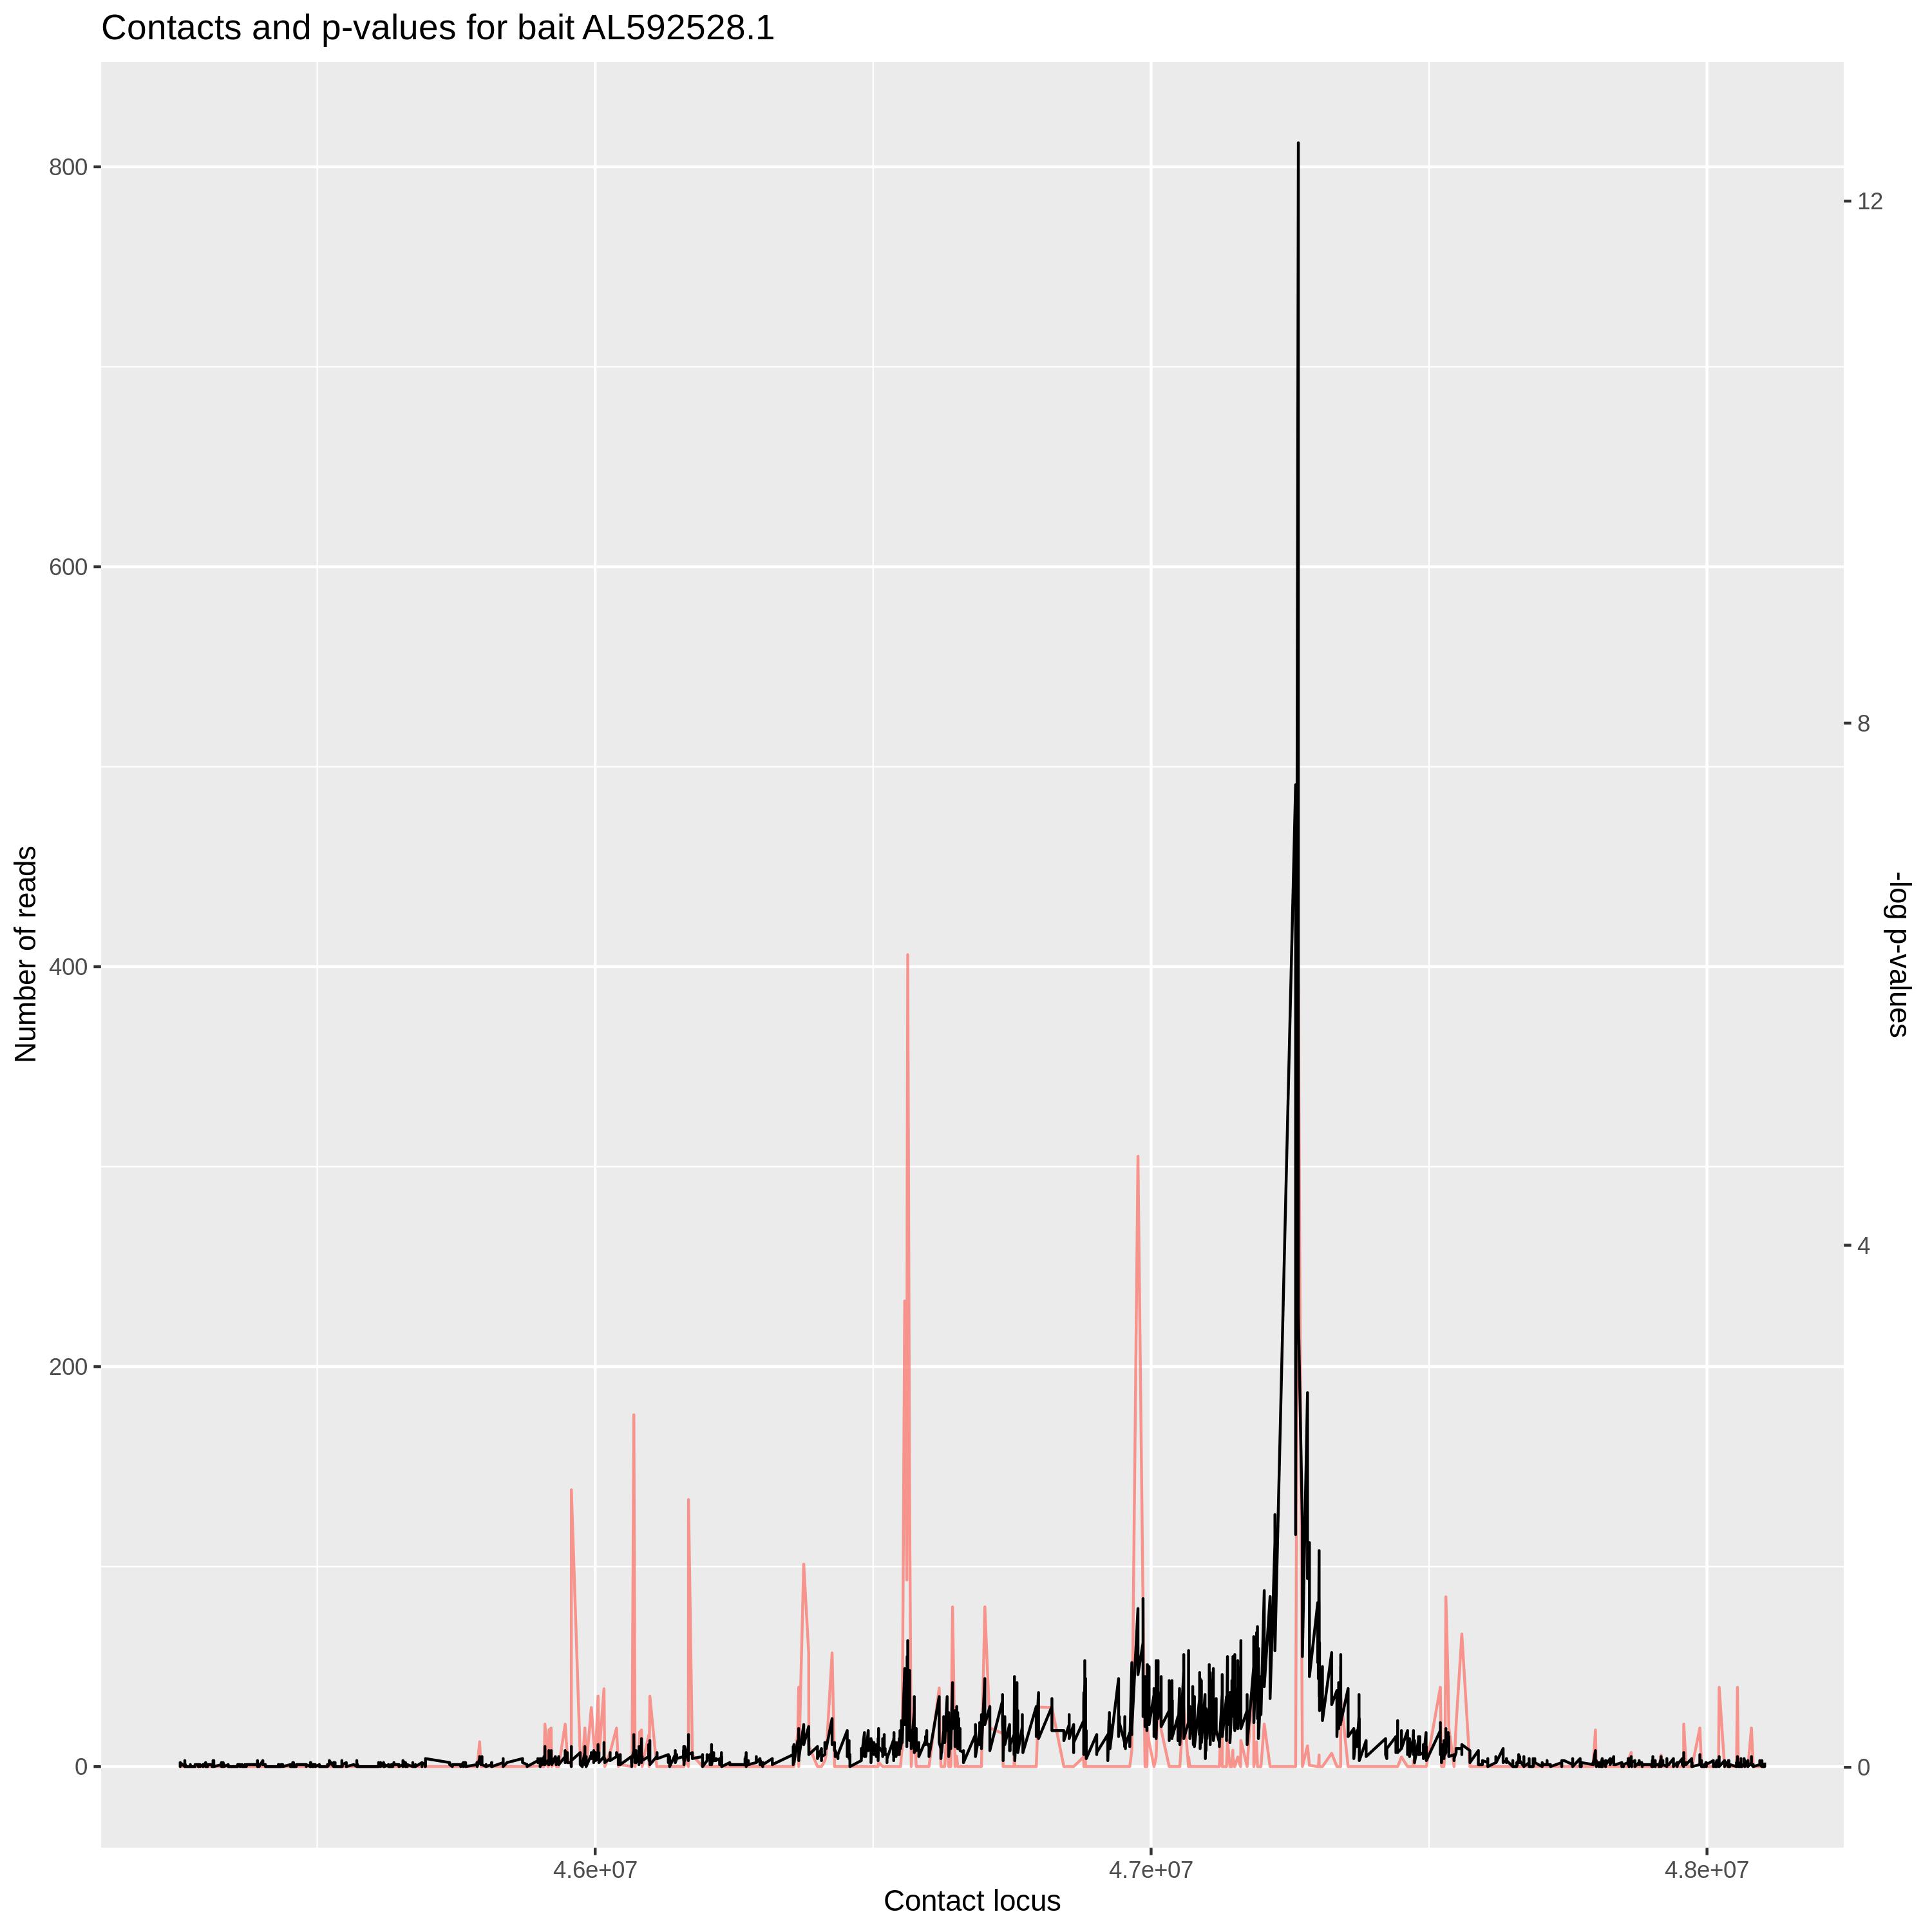 Contacts and p-values for bait AL592528.1
800
600
400
200
0
Number of reads
12
8
4
0
-log p-values
4.6e+07
4.7e+07
4.8e+07
Contact locus